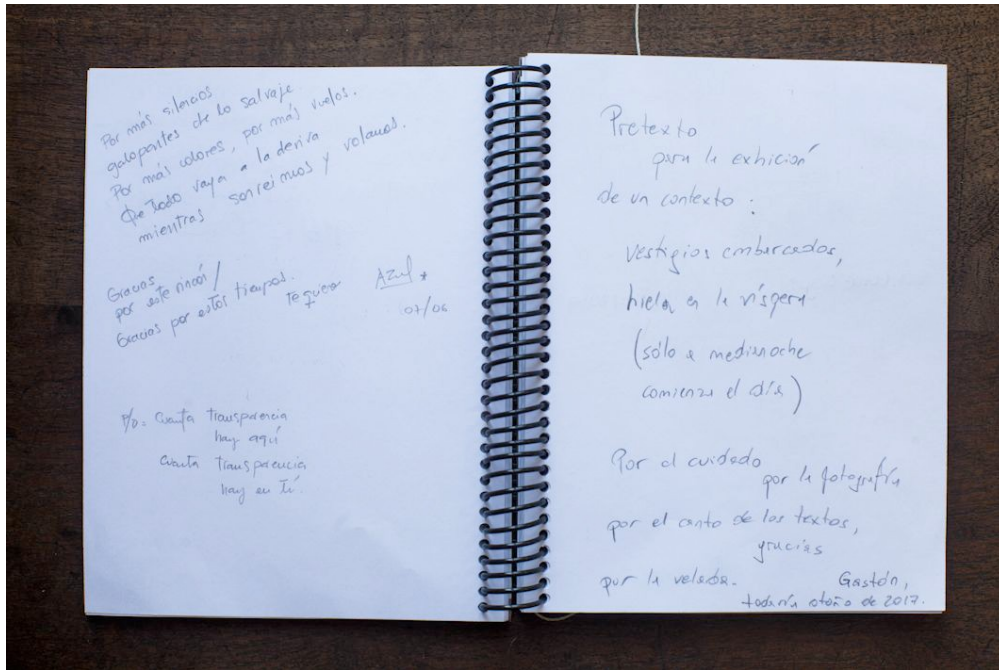 Por más silencios
galopantes de lo salvaje.
Por más colores, por más vuelos.
Que todo vaya a la deriva
mientras sonreimos y volamos.
Gracias
por este rincón/
Gracias por estos tiempos.
Te quiero
Azul *
07/06
P/D = Cuanta transparencia
hay aquí
Cuanta transparencia
hay en tí.
Pretexto
para la exhición
de un contexto :
vestigios embarcados,
hiela en la víspera
(sólo a medianoche
comienza el día)
Por el cuidado
por la fotografía
por el canto de los textos,
gracias
por la velada.
Gastón,
todavía otoño de 2017.